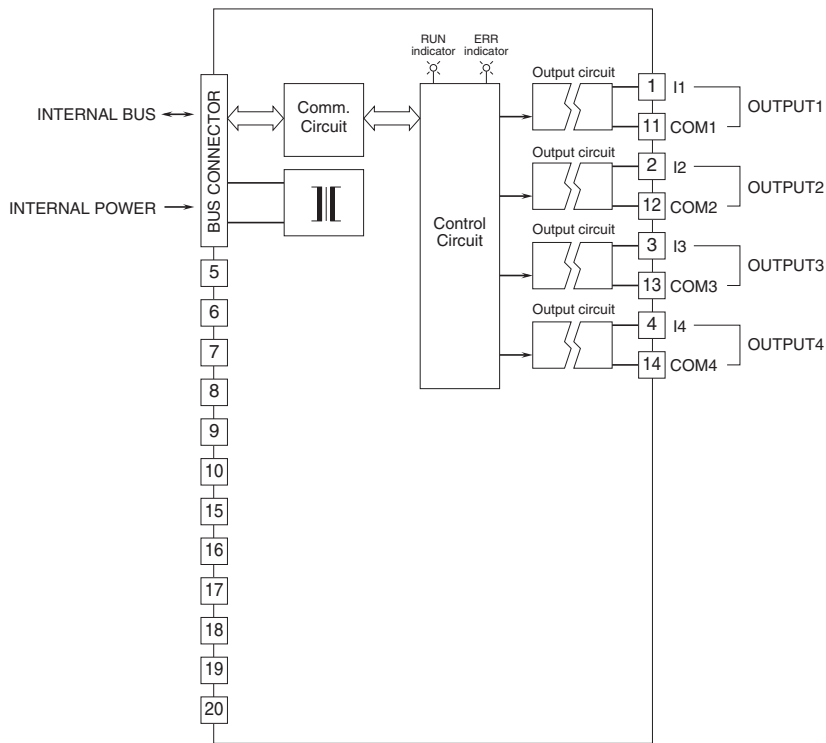 RUN
indicator
ERR
indicator
INTERNAL BUS
INTERNAL POWER
BUS CONNECTOR
Comm.
Circuit
Control
Circuit
Output circuit
1 I1
11 COM1
OUTPUT1
Output circuit
2 I2
12 COM2
OUTPUT2
Output circuit
3 I3
13 COM3
OUTPUT3
Output circuit
4 I4
14 COM4
OUTPUT4
5
6
7
8
9
10
15
16
17
18
19
20